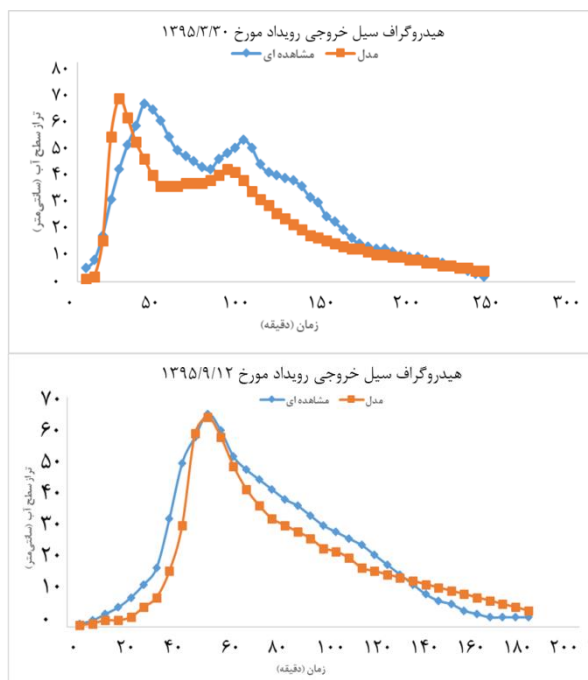 هیدروگراف سیل خروجی رویداد مورخ ۱۳۹۵/۳/۳۰
مشاهده ای
مدل
۸۰
۷۰
۶۰
۵۰
۴۰
۳۰
۲۰
۱۰
۰
تراز سطح آب (سانتی‌متر)
۰ ۵۰ ۱۰۰ ۱۵۰ ۲۰۰ ۲۵۰ ۳۰۰
زمان (دقیقه)
هیدروگراف سیل خروجی رویداد مورخ ۱۳۹۵/۹/۱۲
مشاهده ای
مدل
۷۰
۶۰
۵۰
۴۰
۳۰
۲۰
۱۰
۰
تراز سطح آب (سانتی‌متر)
۰ ۲۰ ۴۰ ۶۰ ۸۰ ۱۰۰ ۱۲۰ ۱۴۰ ۱۶۰ ۱۸۰ ۲۰۰
زمان (دقیقه)